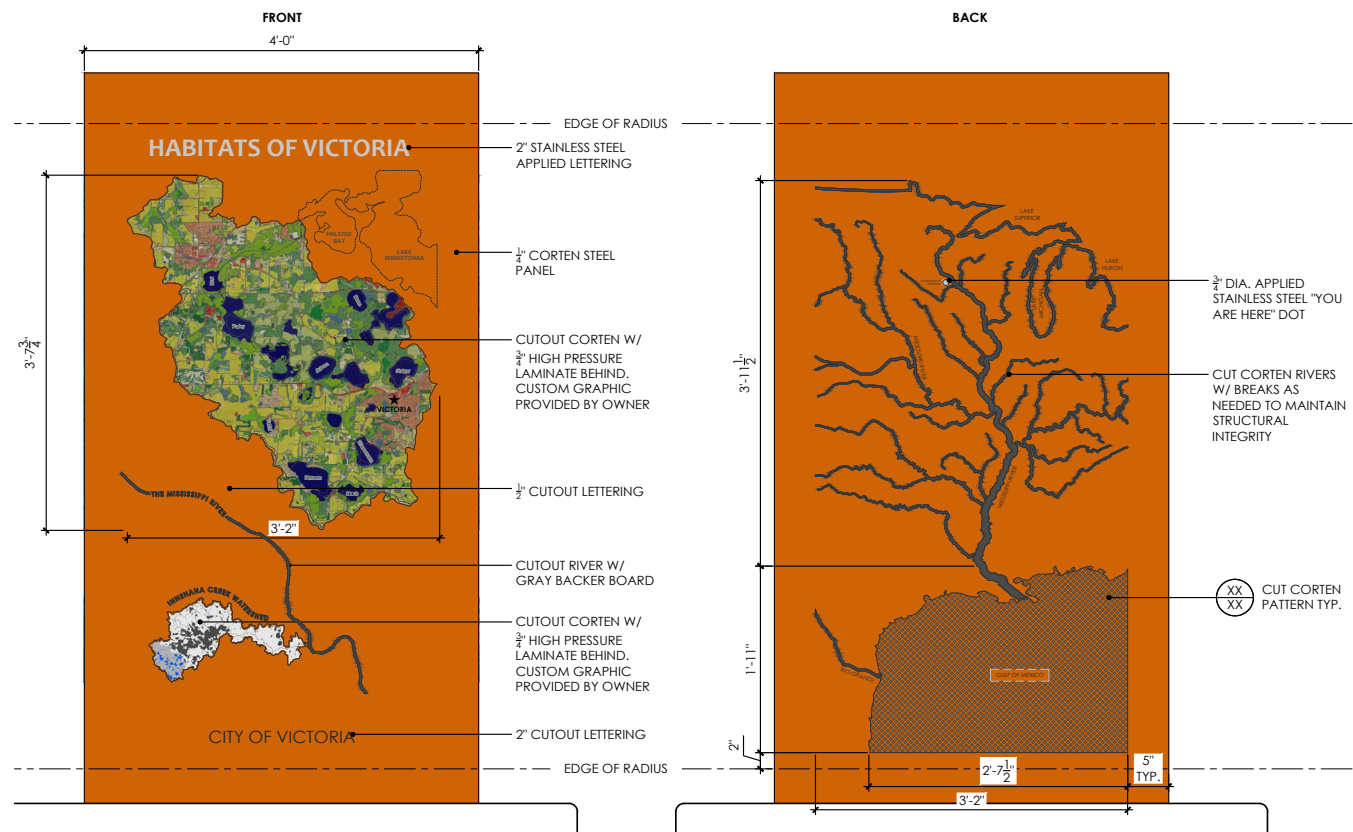 FRONT
4'-0"
EDGE OF RADIUS
HABITATS OF VICTORIA
2" STAINLESS STEEL
APPLIED LETTERING
HALSTED
BAY
LAKE
MINNETONKA
1/4" CORTEN STEEL
PANEL
3'-7 3/4"
CUTOUT CORTEN W/
3/4" HIGH PRESSURE
LAMINATE BEHIND.
CUSTOM GRAPHIC
PROVIDED BY OWNER
VICTORIA
THE MISSISSIPPI RIVER
1/2" CUTOUT LETTERING
3'-2"
CUTOUT RIVER W/
GRAY BACKER BOARD
INNEHAHA CREEK WATERSHED
CUTOUT CORTEN W/
3/4" HIGH PRESSURE
LAMINATE BEHIND.
CUSTOM GRAPHIC
PROVIDED BY OWNER
CITY OF VICTORIA
2" CUTOUT LETTERING
EDGE OF RADIUS
BACK
LAKE
SUPERIOR
LAKE
HURON
MICHIGAN
3/4" DIA. APPLIED
STAINLESS STEEL "YOU
ARE HERE" DOT
3'-11 1/2"
CUT CORTEN RIVERS
W/ BREAKS AS
NEEDED TO MAINTAIN
STRUCTURAL
INTEGRITY
XX
XX
CUT CORTEN
PATTERN TYP.
1'-11"
RIO GRANDE
GULF OF MEXICO
2"
2'-7 1/2"
5"
TYP.
3'-2"